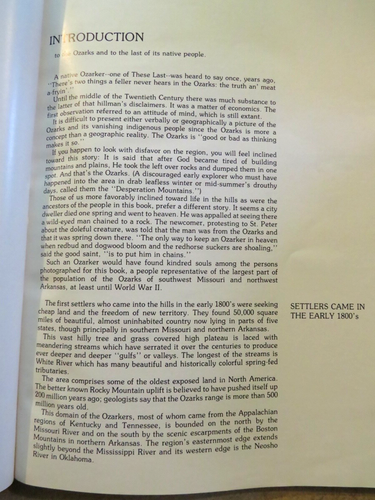 INTRODUCTION
to the Ozarks and to the last of its native people.
A native Ozarker--one of These Last--was heard to say once, years ago,
"There's two things a feller never hears in the Ozarks: the truth an' meat
a-fryin'."
Until the middle of the Twentieth Century there was much substance to
the latter of that hillman's disclaimers. It was a matter of economics. The
first observation referred to an attitude of mind, which is still extant.
It is difficult to present either verbally or geographically a picture of the
Ozarks and its vanishing indigenous people since the Ozarks is more a
concept than a geographic reality. The Ozarks is "good or bad as thinking
makes it so."
If you happen to look with disfavor on the region, you will feel inclined
toward this story: It is said that after God became tired of building
mountains and plains, He took the left over rocks and dumped them in one
spot. And that's the Ozarks. (A discouraged early explorer who must have
happened into the area in drab leafless winter or mid-summer's drouthy
days, called them the "Desperation Mountains.")
Those of us more favorably inclined toward life in the hills as were the
ancestors of the people in this book, prefer a different story. It seems a city
dweller died one spring and went to heaven. He was appalled at seeing there
a wild-eyed man chained to a rock. The newcomer, protesting to St. Peter
about the doleful creature, was told that the man was from the Ozarks and
that it was spring down there. "The only way to keep an Ozarker in heaven
when redbud and dogwood bloom and the redhorse suckers are shoaling,"
said the good saint, "is to put him in chains."
Such an Ozarker would have found kindred souls among the persons
photographed for this book, a people representative of the largest part of
the population of the Ozarks of southwest Missouri and northwest
Arkansas, at least until World War II.
The first settlers who came into the hills in the early 1800's were seeking
cheap land and the freedom of new territory. They found 50,000 square
miles of beautiful, almost uninhabited country now lying in parts of five
states, though principally in southern Missouri and northern Arkansas.
This vast hilly tree and grass covered high plateau is laced with
meandering streams which have serrated it over the centuries to produce
ever deeper and deeper "gulfs" or valleys. The longest of the streams is
White River which has many beautiful and historically colorful spring-fed
tributaries.
The area comprises some of the oldest exposed land in North America.
The better known Rocky Mountain uplift is believed to have pushed itself up
200 million years ago; geologists say that the Ozarks range is more than 500
million years old.
This domain of the Ozarkers, most of whom came from the Appalachian
regions of Kentucky and Tennessee, is bounded on the north by the
Missouri River and on the south by the scenic escarpments of the Boston
Mountains in northern Arkansas. The region's easternmost edge extends
slightly beyond the Mississippi River and its western edge is the Neosho
River in Oklahoma.
SETTLERS CAME IN
THE EARLY 1800's